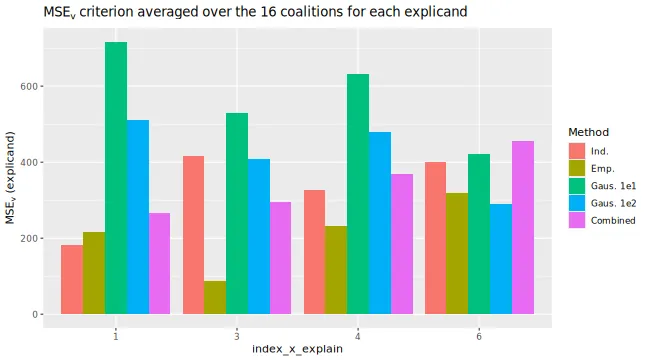 MSEv criterion averaged over the 16 coalitions for each explicand
MSEv (explicand)
600
400
200
0
1 3 4 6
index_x_explain
Method
Ind.
Emp.
Gaus. 1e1
Gaus. 1e2
Combined